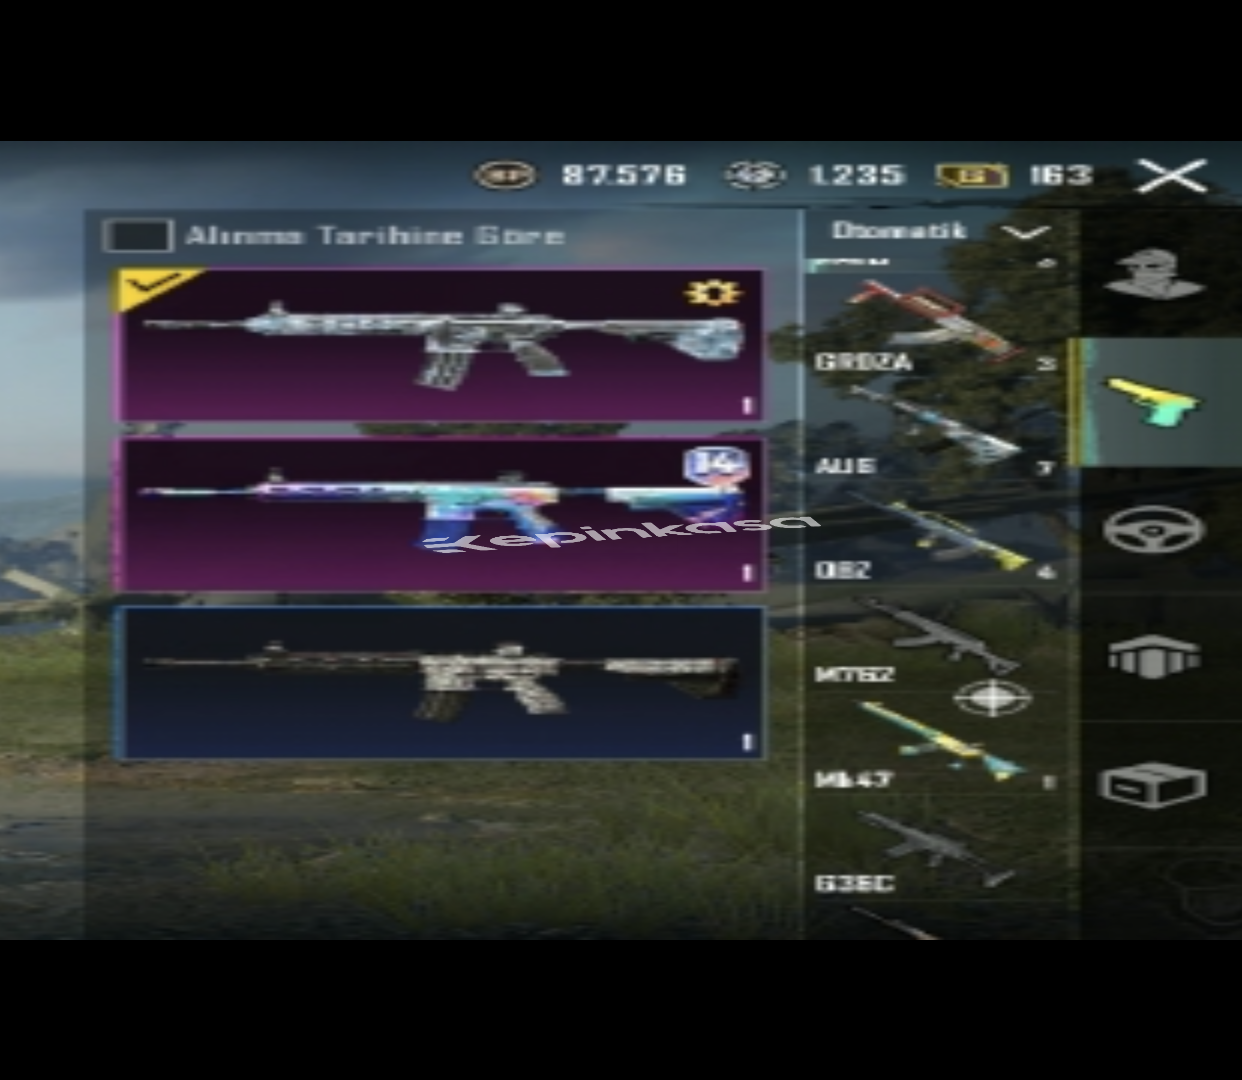 87.576 1.235 163
Alınma Tarihine Göre
Otomatik
GROZA 3
AUG 7
14
Kepinkasa
QBZ 4
M762
Mk47 1
G36C
1
1
1